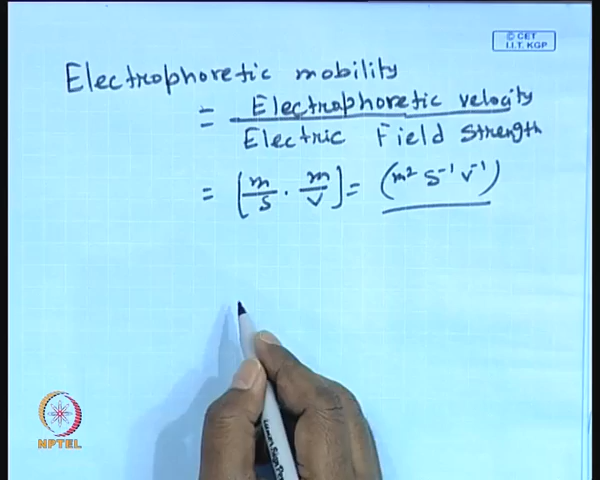 © CET
I.I.T. KGP
Electrophoretic mobility
= Electrophoretic velocity
Electric Field Strength
= [m/s · m/v] = (m² s⁻¹ v⁻¹)
NPTEL